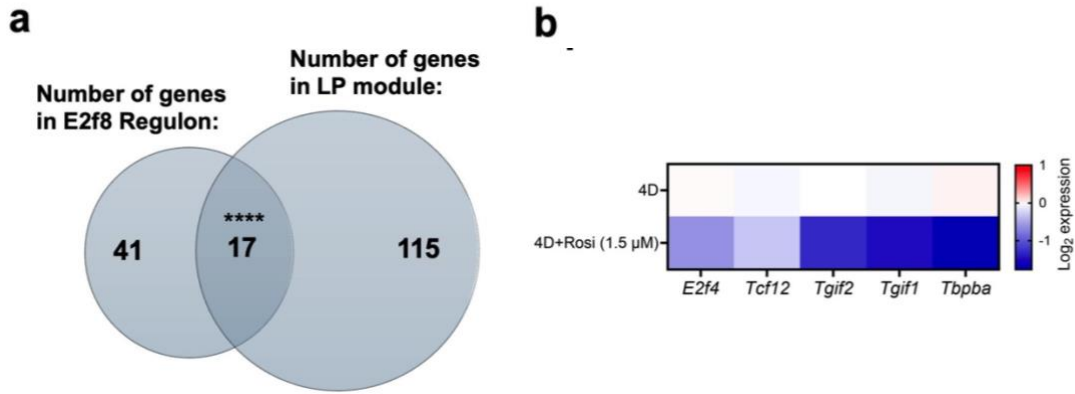 a
Number of genes
in E2f8 Regulon:
Number of genes
in LP module:
****
41
17
115
b
-
4D
4D+Rosi (1.5 µM)
E2f4 Tcf12 Tgif2 Tgif1 Tbpba
1
0
-1
Log₂ expression